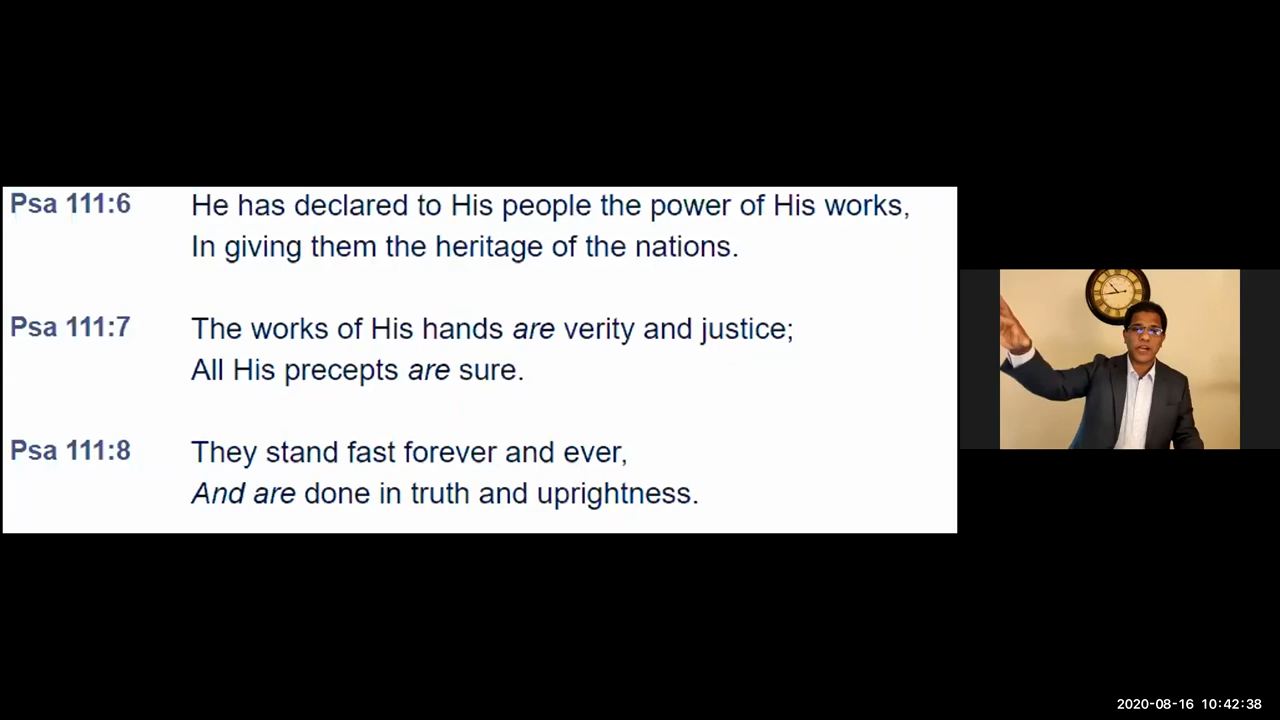 Psa 111:6 He has declared to His people the power of His works,
In giving them the heritage of the nations.
Psa 111:7 The works of His hands are verity and justice;
All His precepts are sure.
Psa 111:8 They stand fast forever and ever,
And are done in truth and uprightness.
2020-08-16 10:42:38